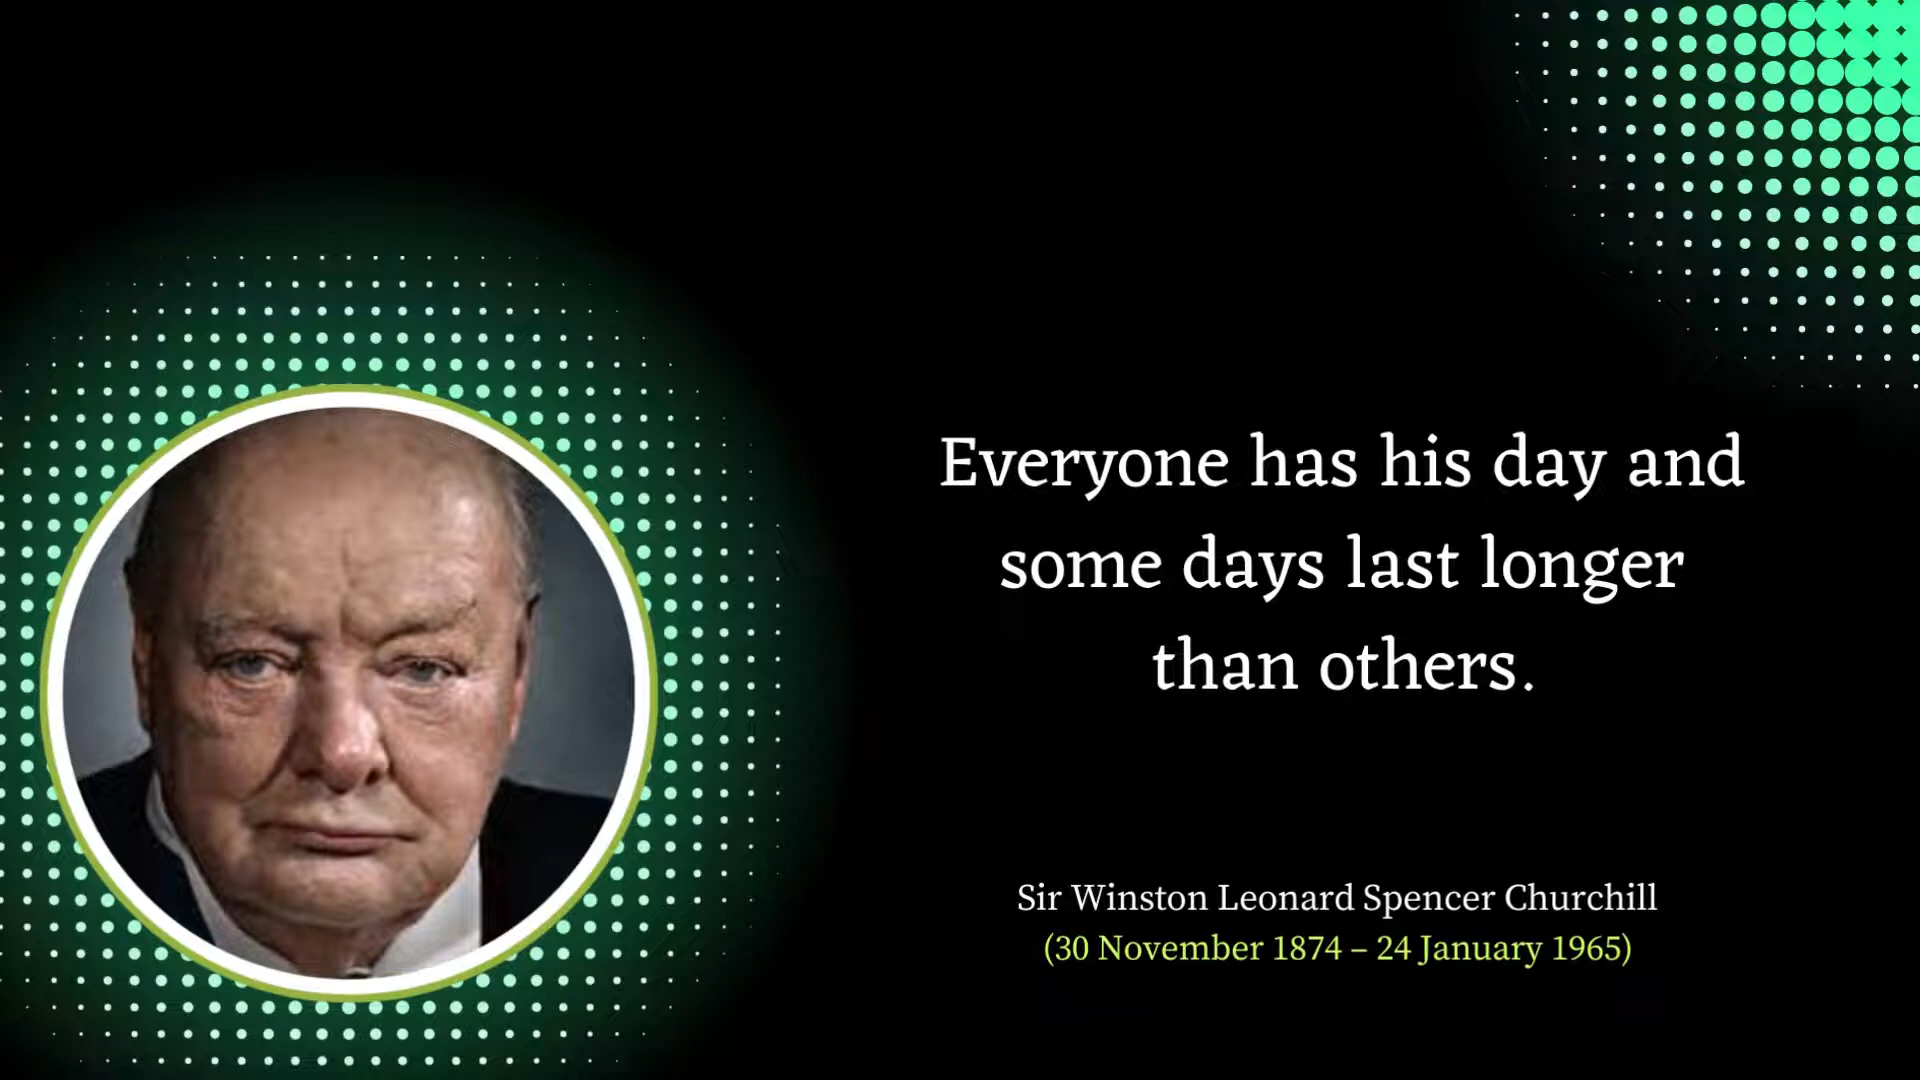 Everyone has his day and
some days last longer
than others.
Sir Winston Leonard Spencer Churchill
(30 November 1874 – 24 January 1965)